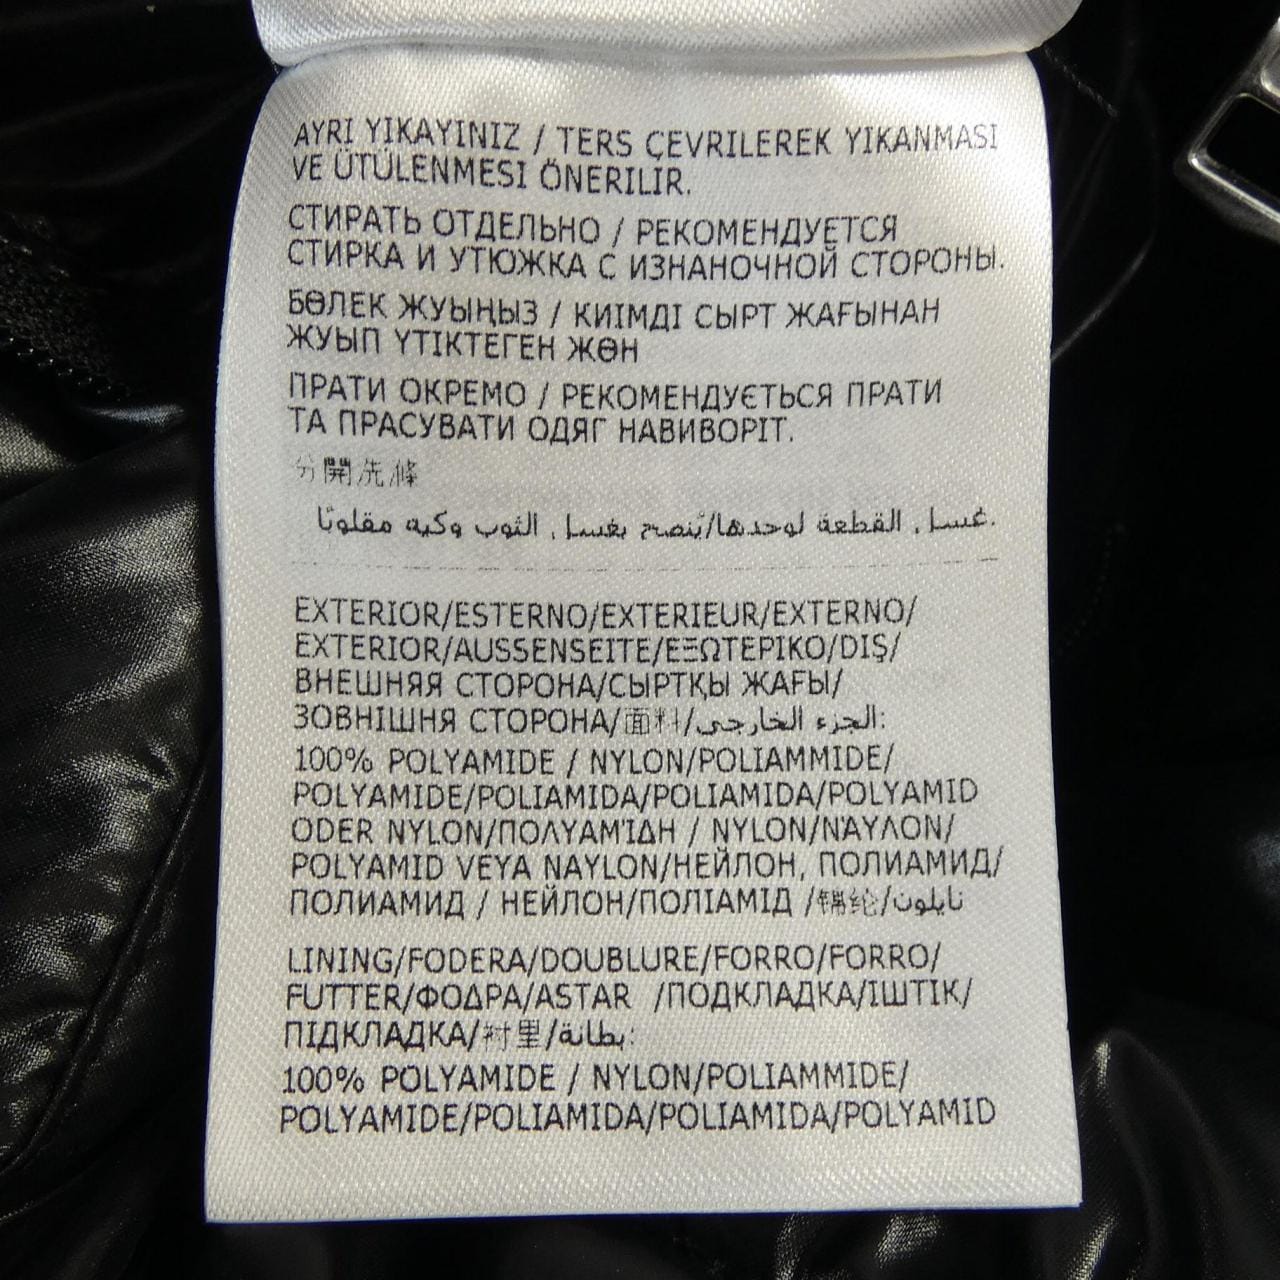 AYRI YIKAYINIZ / TERS ÇEVRILEREK YIKANMASI
VE ÜTÜLENMESI ÖNERILIR.
СТИРАТЬ ОТДЕЛЬНО / РЕКОМЕНДУЕТСЯ
СТИРКА И УТЮЖКА С ИЗНАНОЧНОЙ СТОРОНЫ.
БӨЛЕК ЖУЫҢЫЗ / КИІМДІ СЫРТ ЖАҒЫНАН
ЖУЫП ҮТІКТЕГЕН ЖӨН
ПРАТИ ОКРЕМО / РЕКОМЕНДУЄТЬСЯ ПРАТИ
ТА ПРАСУВАТИ ОДЯГ НАВИВОРІТ.
分開洗滌
غسل القطعة لوحدها/يُنصح بغسل الثوب وكيه مقلوبًا.
EXTERIOR/ESTERNO/EXTERIEUR/EXTERNO/
EXTERIOR/AUSSENSEITE/ΕΞΩΤΕΡΙΚΟ/DIŞ/
ВНЕШНЯЯ СТОРОНА/СЫРТҚЫ ЖАҒЫ/
ЗОВНІШНЯ СТОРОНА/面料/الجزء الخارجي:
100% POLYAMIDE / NYLON/POLIAMMIDE/
POLYAMIDE/POLIAMIDA/POLIAMIDA/POLYAMID
ODER NYLON/ΠΟΛΥΑΜΊΔΗ / NYLON/ΝΆΥΛΟΝ/
POLYAMID VEYA NAYLON/НЕЙЛОН, ПОЛИАМИД/
ПОЛИАМИД / НЕЙЛОН/ПОЛІАМІД /锦纶/نايلون
LINING/FODERA/DOUBLURE/FORRO/FORRO/
FUTTER/ΦΟΔΡΑ/ASTAR /ПОДКЛАДКА/ІШТІК/
ПІДКЛАДКА/衬里/بطانة:
100% POLYAMIDE / NYLON/POLIAMMIDE/
POLYAMIDE/POLIAMIDA/POLIAMIDA/POLYAMID